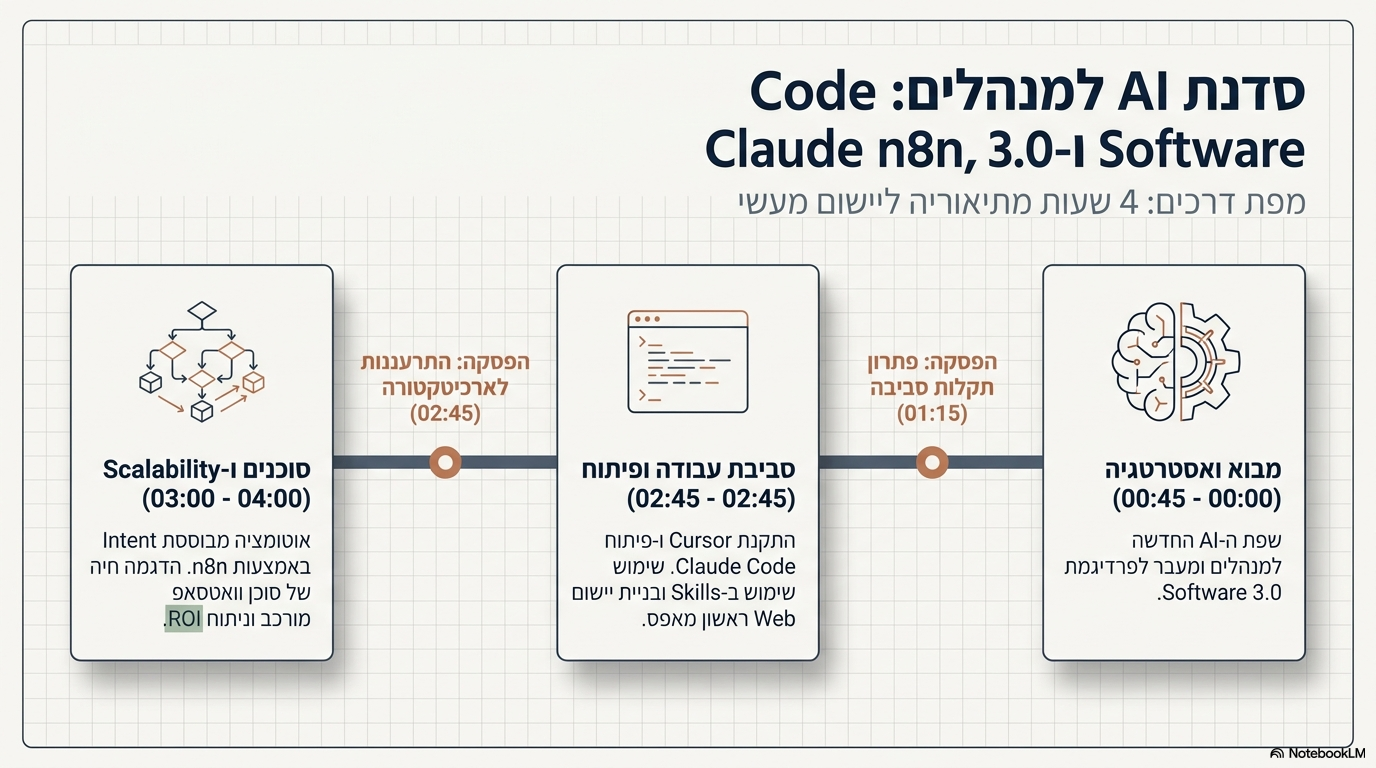 סדנת AI למנהלים: Code
Claude n8n, 3.0-ו Software
מפת דרכים: 4 שעות מתיאוריה ליישום מעשי
מבוא ואסטרטגיה
(00:45 - 00:00)
שפת ה-AI החדשה
למנהלים ומעבר לפרדיגמת
Software 3.0.
הפסקה: פתרון
תקלות סביבה
(01:15)
סביבת עבודה ופיתוח
(02:45 - 02:45)
התקנת Cursor ו-פיתוח
Claude Code. שימוש
שימוש ב-Skills ובניית יישום
Web ראשון מאפס.
הפסקה: התרעננות
לארכיטקטורה
(02:45)
סוכנים ו-Scalability
(03:00 - 04:00)
אוטומציה מבוססת Intent
באמצעות n8n. הדגמה חיה
של סוכן וואטסאפ
מורכב וניתוח ROI.
NotebookLM